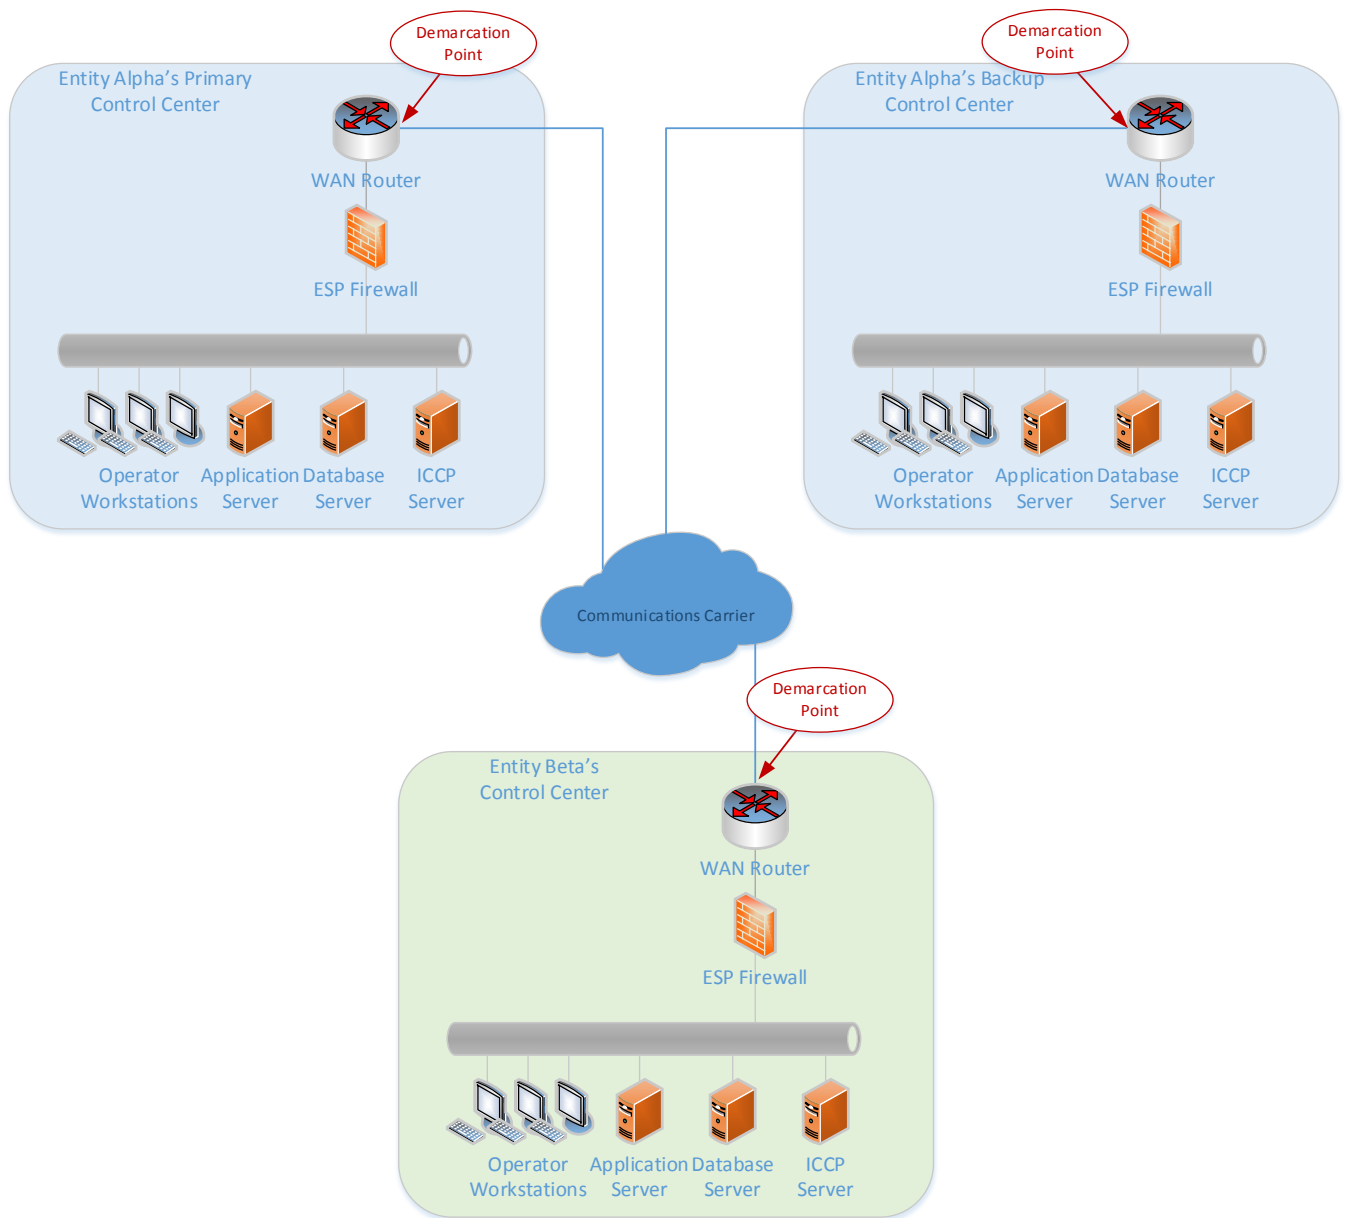 Demarcation
Point
Demarcation
Point
Entity Alpha's Primary
Control Center
Entity Alpha's Backup
Control Center
WAN Router
WAN Router
ESP Firewall
ESP Firewall
Operator
Workstations
Application
Server
Database
Server
ICCP
Server
Operator
Workstations
Application
Server
Database
Server
ICCP
Server
Communications Carrier
Demarcation
Point
Entity Beta's
Control Center
WAN Router
ESP Firewall
Operator
Workstations
Application
Server
Database
Server
ICCP
Server